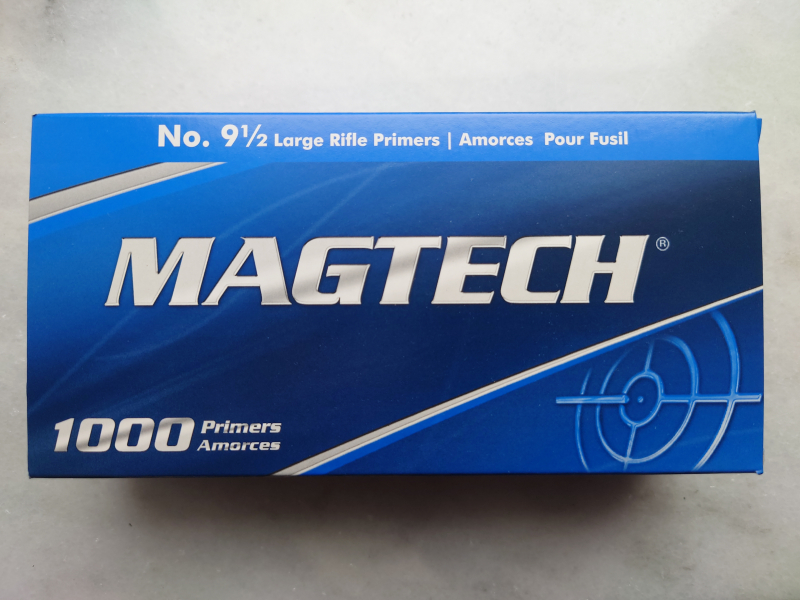 No. 9½ Large Rifle Primers | Amorces Pour Fusil
MAGTECH®
1000 Primers
Amorces